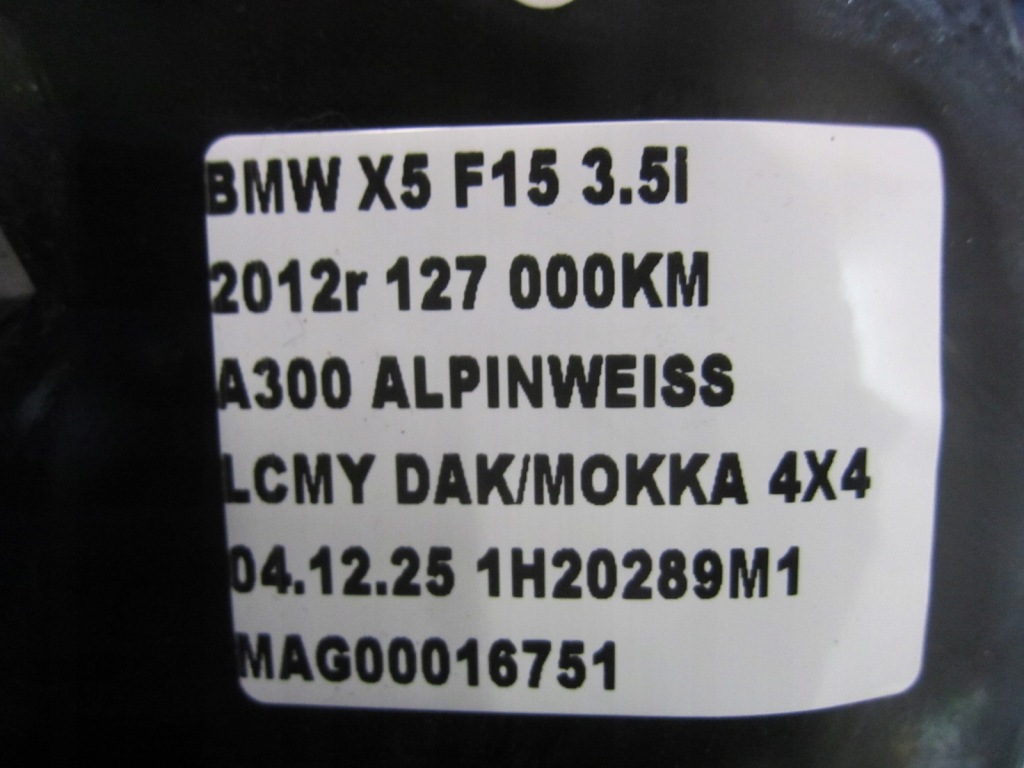 BMW X5 F15 3.5I
2012r 127 000KM
A300 ALPINWEISS
LCMY DAK/MOKKA 4X4
04.12.25 1H20289M1
MAG00016751